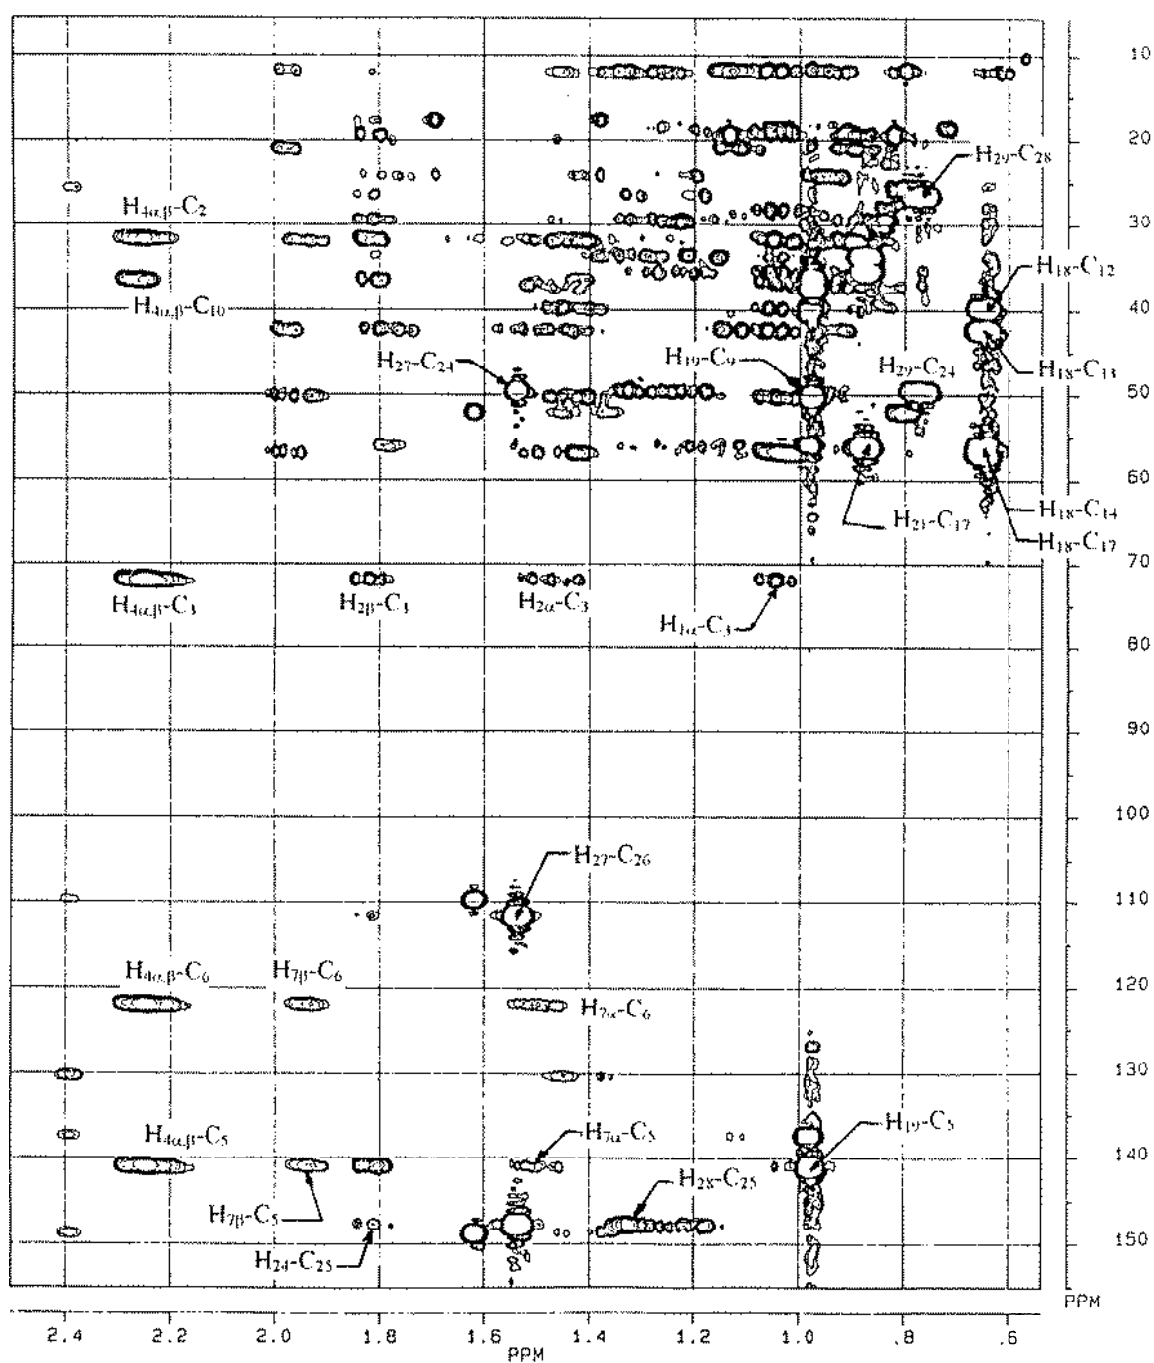 10
20
H₂₉-C₂₈
H₄α,β-C₂
30
H₁₈-C₁₂
H₄α,β-C₁₀
40
H₂₇-C₂₄
H₁₉-C₉
H₂₉-C₂₄
H₁₈-C₁₃
50
60
H₂₁-C₁₇
H₁₈-C₁₄
H₁₈-C₁₇
70
H₄α,β-C₃
H₂β-C₃
H₂α-C₃
H₁α-C₃
80
90
100
H₂₇-C₂₆
110
H₄α,β-C₆
H₇β-C₆
H₇α-C₆
120
130
H₄α,β-C₅
H₇α-C₅
H₁₉-C₅
140
H₇β-C₅
H₂₈-C₂₅
H₂₄-C₂₅
150
PPM
2.4 2.2 2.0 1.8 1.6 1.4 1.2 1.0 .8 .6
PPM